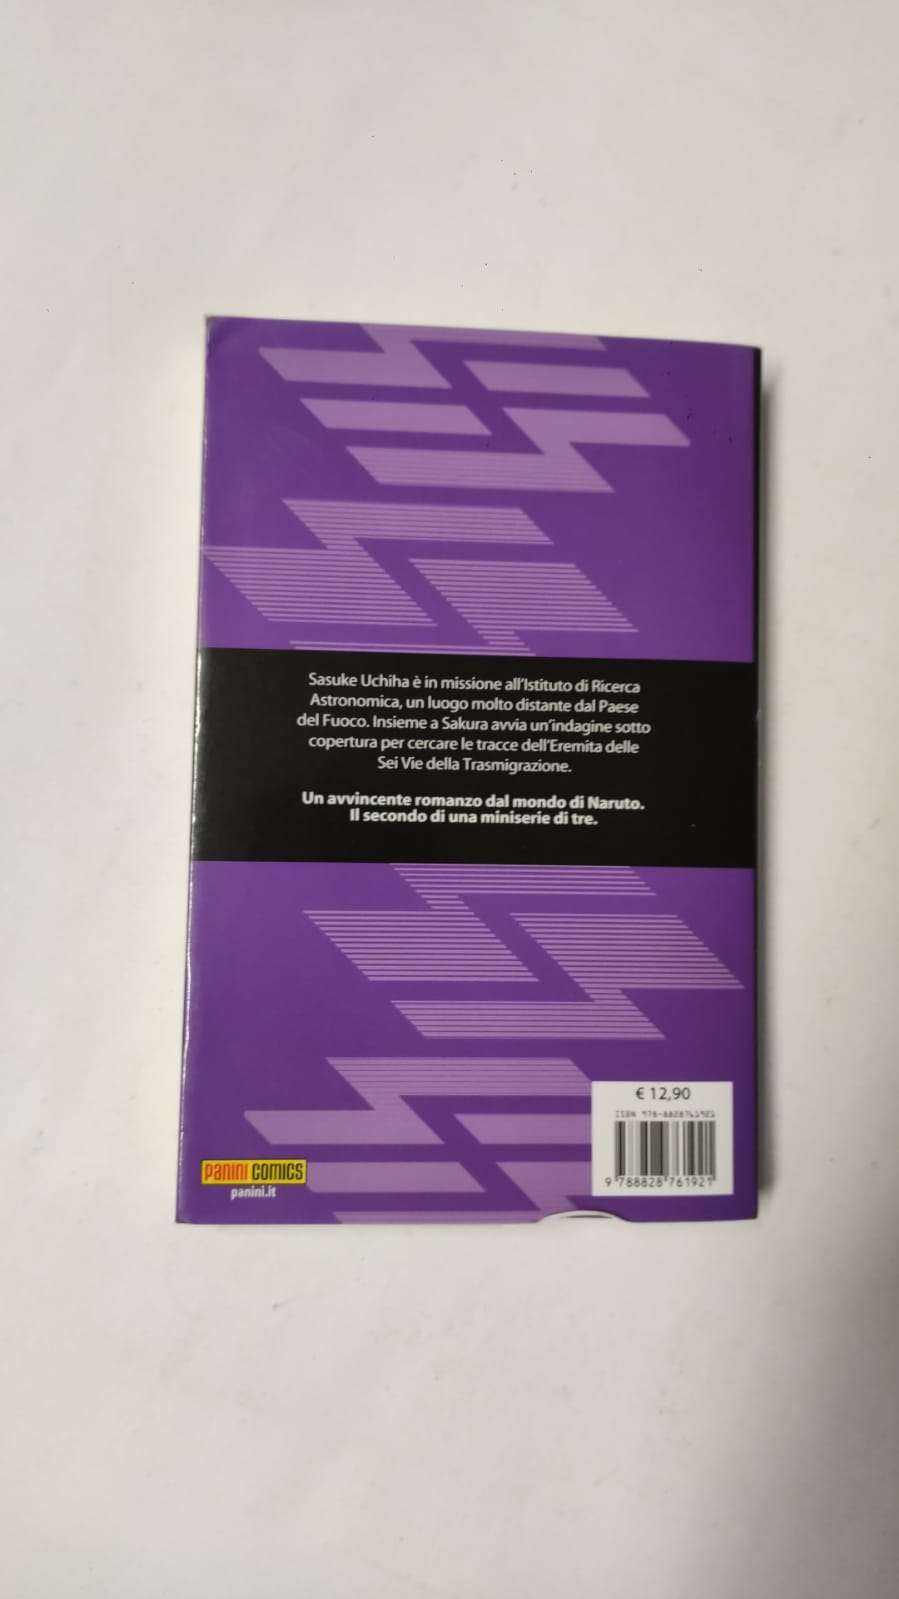 Sasuke Uchiha è in missione all'Istituto di Ricerca
Astronomica, un luogo molto distante dal Paese
del Fuoco. Insieme a Sakura avvia un'indagine sotto
copertura per cercare le tracce dell'Eremita delle
Sei Vie della Trasmigrazione.
Un avvincente romanzo dal mondo di Naruto.
Il secondo di una miniserie di tre.
€ 12,90
ISBN 978-8828761921
9 788828 761921
PANINI COMICS
panini.it